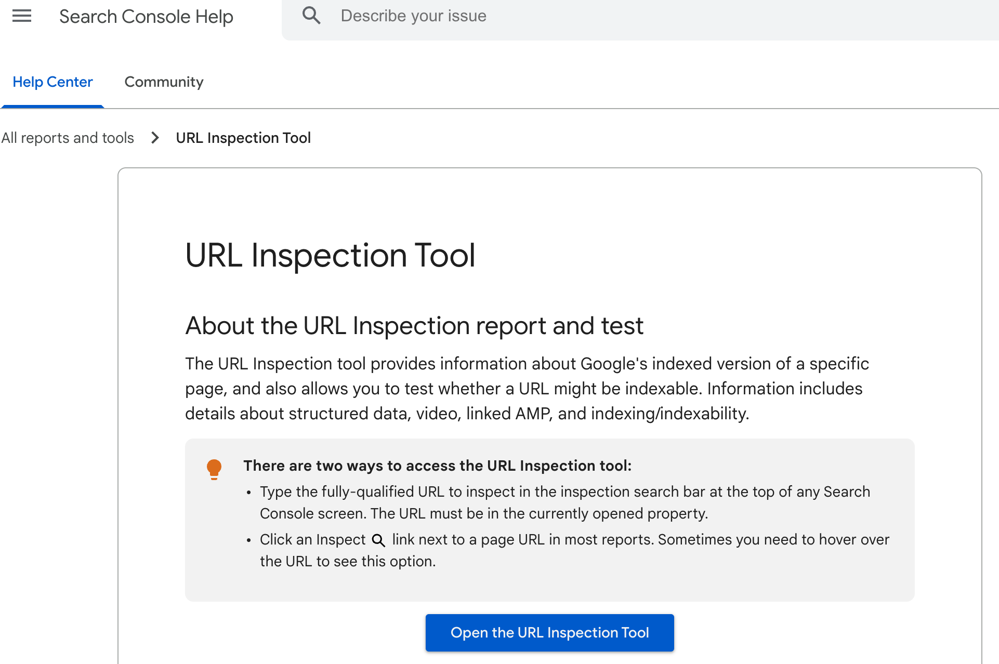 Search Console Help
Describe your issue
Help Center
Community
All reports and tools
URL Inspection Tool
URL Inspection Tool
About the URL Inspection report and test
The URL Inspection tool provides information about Google's indexed version of a specific
page, and also allows you to test whether a URL might be indexable. Information includes
details about structured data, video, linked AMP, and indexing/indexability.
There are two ways to access the URL Inspection tool:
• Type the fully-qualified URL to inspect in the inspection search bar at the top of any Search
Console screen. The URL must be in the currently opened property.
• Click an Inspect link next to a page URL in most reports. Sometimes you need to hover over
the URL to see this option.
Open the URL Inspection Tool